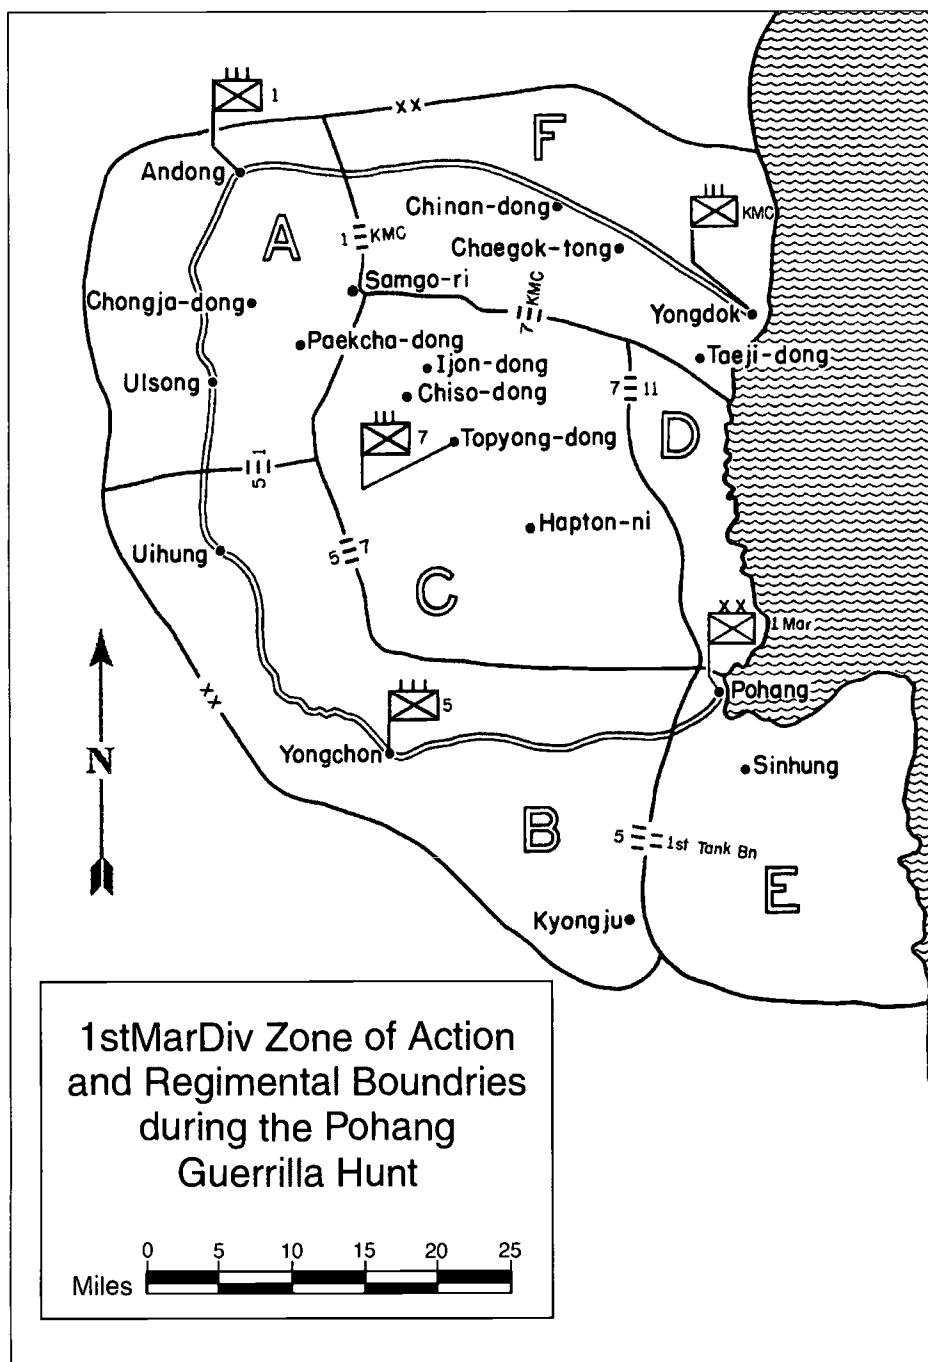 1
XX
F
Andong
KMC
Chinan-dong
A
1 KMC
Chaegok-tong
Samgo-ri
7 KMC
Chongja-dong
Yongdok
Paekcha-dong
Taeji-dong
Ijon-dong
Ulsong
7 11
Chiso-dong
D
7
Topyong-dong
5 1
Hapton-ni
Uihung
5 7
C
XX
1 Mar
XX
Pohang
5
N
Yongchon
Sinhung
B
5 1st Tank Bn
E
Kyongju
1stMarDiv Zone of Action
and Regimental Boundries
during the Pohang
Guerrilla Hunt
0 5 10 15 20 25
Miles